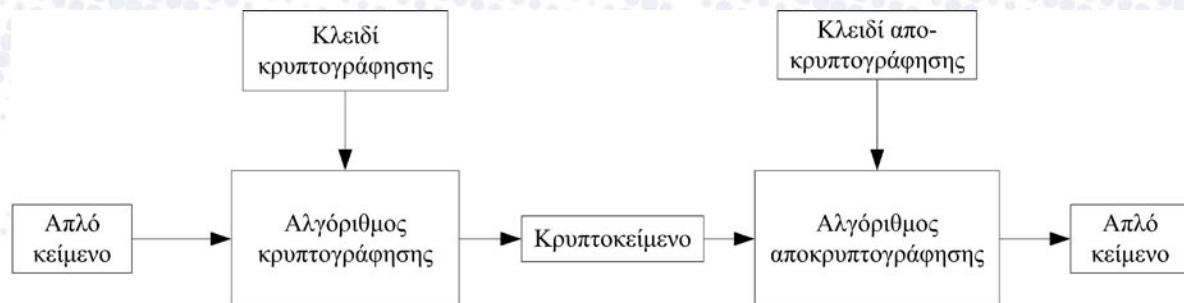 Κλειδί
κρυπτογράφησης
Κλειδί απο-
κρυπτογράφησης
Απλό
κείμενο
Αλγόριθμος
κρυπτογράφησης
Κρυπτοκείμενο
Αλγόριθμος
αποκρυπτογράφησης
Απλό
κείμενο